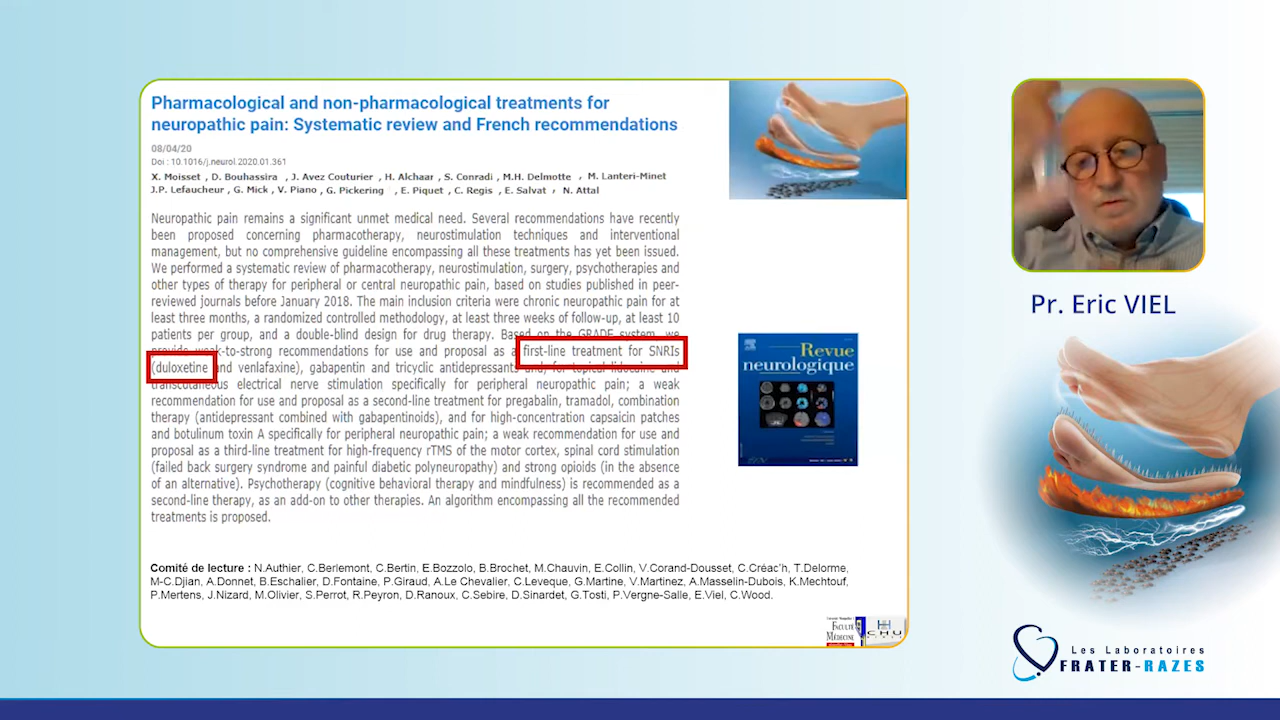 Pharmacological and non-pharmacological treatments for
neuropathic pain: Systematic review and French recommendations
08/04/20
Doi : 10.1016/j.neurol.2020.01.361
X. Moisset , D. Bouhassira , J. Avez Couturier , H. Alchaar , S. Conradi , M.H. Delmotte , M. Lanteri-Minet
J.P. Lefaucheur , G. Mick , V. Piano , G. Pickering , E. Piquet , C. Regis , E. Salvat , N. Attal
Neuropathic pain remains a significant unmet medical need. Several recommendations have recently
been proposed concerning pharmacotherapy, neurostimulation techniques and interventional
management, but no comprehensive guideline encompassing all these treatments has yet been issued.
We performed a systematic review of pharmacotherapy, neurostimulation, surgery, psychotherapies and
other types of therapy for peripheral or central neuropathic pain, based on studies published in peer-
reviewed journals before January 2018. The main inclusion criteria were chronic neuropathic pain for at
least three months, a randomized controlled methodology, at least three weeks of follow-up, at least 10
patients per group, and a double-blind design for drug therapy. Based on the GRADE system, we
provide weak-to-strong recommendations for use and proposal as a first-line treatment for SNRIs
(duloxetine and venlafaxine), gabapentin and tricyclic antidepressants and, for topical lidocaine and
transcutaneous electrical nerve stimulation specifically for peripheral neuropathic pain; a weak
recommendation for use and proposal as a second-line treatment for pregabalin, tramadol, combination
therapy (antidepressant combined with gabapentinoids), and for high-concentration capsaicin patches
and botulinum toxin A specifically for peripheral neuropathic pain; a weak recommendation for use and
proposal as a third-line treatment for high-frequency rTMS of the motor cortex, spinal cord stimulation
(failed back surgery syndrome and painful diabetic polyneuropathy) and strong opioids (in the absence
of an alternative). Psychotherapy (cognitive behavioral therapy and mindfulness) is recommended as a
second-line therapy, as an add-on to other therapies. An algorithm encompassing all the recommended
treatments is proposed.
Revue
neurologique
Comité de lecture : N.Authier, C.Berlemont, C.Bertin, E.Bozzolo, B.Brochet, M.Chauvin, E.Collin, V.Corand-Dousset, C.Créac’h, T.Delorme,
M-C.Djian, A.Donnet, B.Eschalier, D.Fontaine, P.Giraud, A.Le Chevalier, C.Leveque, G.Martine, V.Martinez, A.Masselin-Dubois, K.Mechtouf,
P.Mertens, J.Nizard, M.Olivier, S.Perrot, R.Peyron, D.Ranoux, C.Sebire, D.Sinardet, G.Tosti, P.Vergne-Salle, E.Viel, C.Wood.
FACULTÉ
MÉDECINE
CHU
Pr. Eric VIEL
Les Laboratoires
FRATER-RAZES